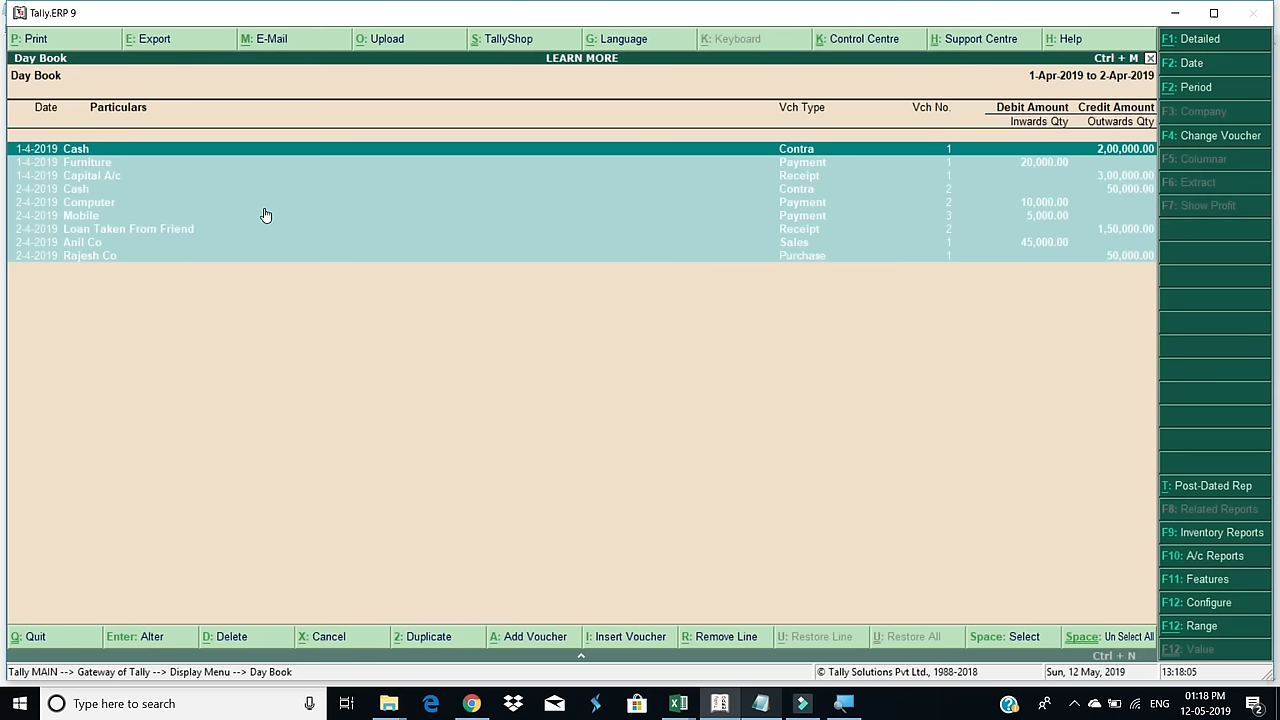 Tally.ERP 9
P: Print E: Export M: E-Mail O: Upload S: TallyShop G: Language K: Keyboard K: Control Centre H: Support Centre H: Help
Day Book LEARN MORE Ctrl + M
Day Book 1-Apr-2019 to 2-Apr-2019
Date Particulars Vch Type Vch No. Debit Amount Credit Amount
Inwards Qty Outwards Qty
1-4-2019 Cash Contra 1 2,00,000.00
1-4-2019 Furniture Payment 1 20,000.00
1-4-2019 Capital A/c Receipt 1 3,00,000.00
2-4-2019 Cash Contra 2 50,000.00
2-4-2019 Computer Payment 2 10,000.00
2-4-2019 Mobile Payment 3 5,000.00
2-4-2019 Loan Taken From Friend Receipt 2 1,50,000.00
2-4-2019 Anil Co Sales 1 45,000.00
2-4-2019 Rajesh Co Purchase 1 50,000.00
F1: Detailed
F2: Date
F2: Period
F3: Company
F4: Change Voucher
F5: Columnar
F6: Extract
F7: Show Profit
T: Post-Dated Rep
F8: Related Reports
F9: Inventory Reports
F10: A/c Reports
F11: Features
F12: Configure
F12: Range
F12: Value
Q: Quit Enter: Alter D: Delete X: Cancel 2: Duplicate A: Add Voucher I: Insert Voucher R: Remove Line U: Restore Line U: Restore All Space: Select Space: Un Select All
Ctrl + N
Tally MAIN --> Gateway of Tally --> Display Menu --> Day Book © Tally Solutions Pvt Ltd., 1988-2018 Sun, 12 May, 2019 13:18:05
Type here to search ENG 01:18 PM
12-05-2019 2